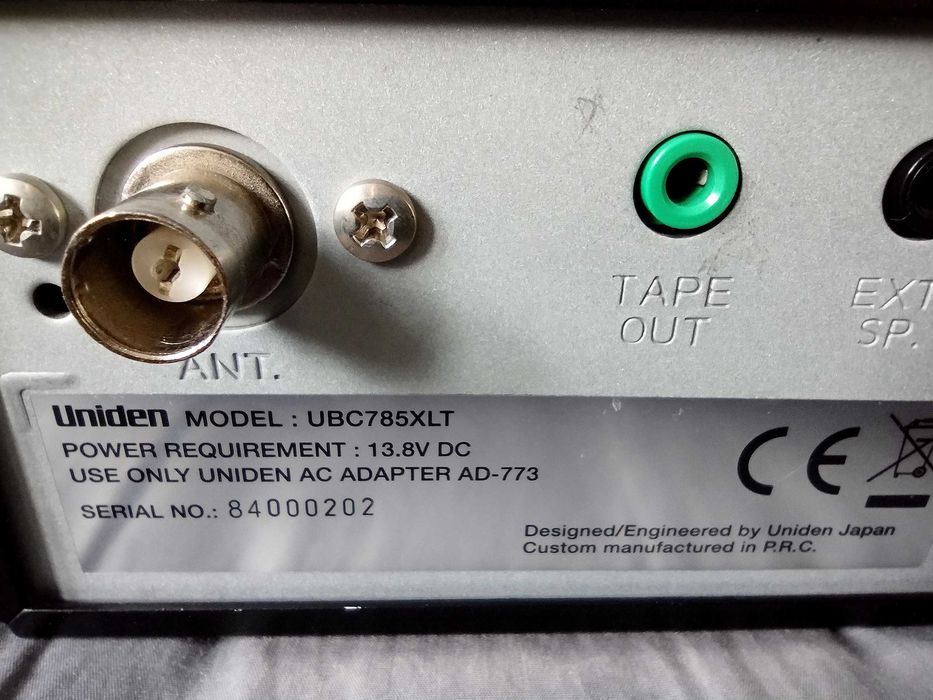 TAPE
OUT
EXT
SP.
ANT.
Uniden MODEL : UBC785XLT
POWER REQUIREMENT : 13.8V DC
USE ONLY UNIDEN AC ADAPTER AD-773
SERIAL NO.: 84000202
CE
Designed/Engineered by Uniden Japan
Custom manufactured in P.R.C.